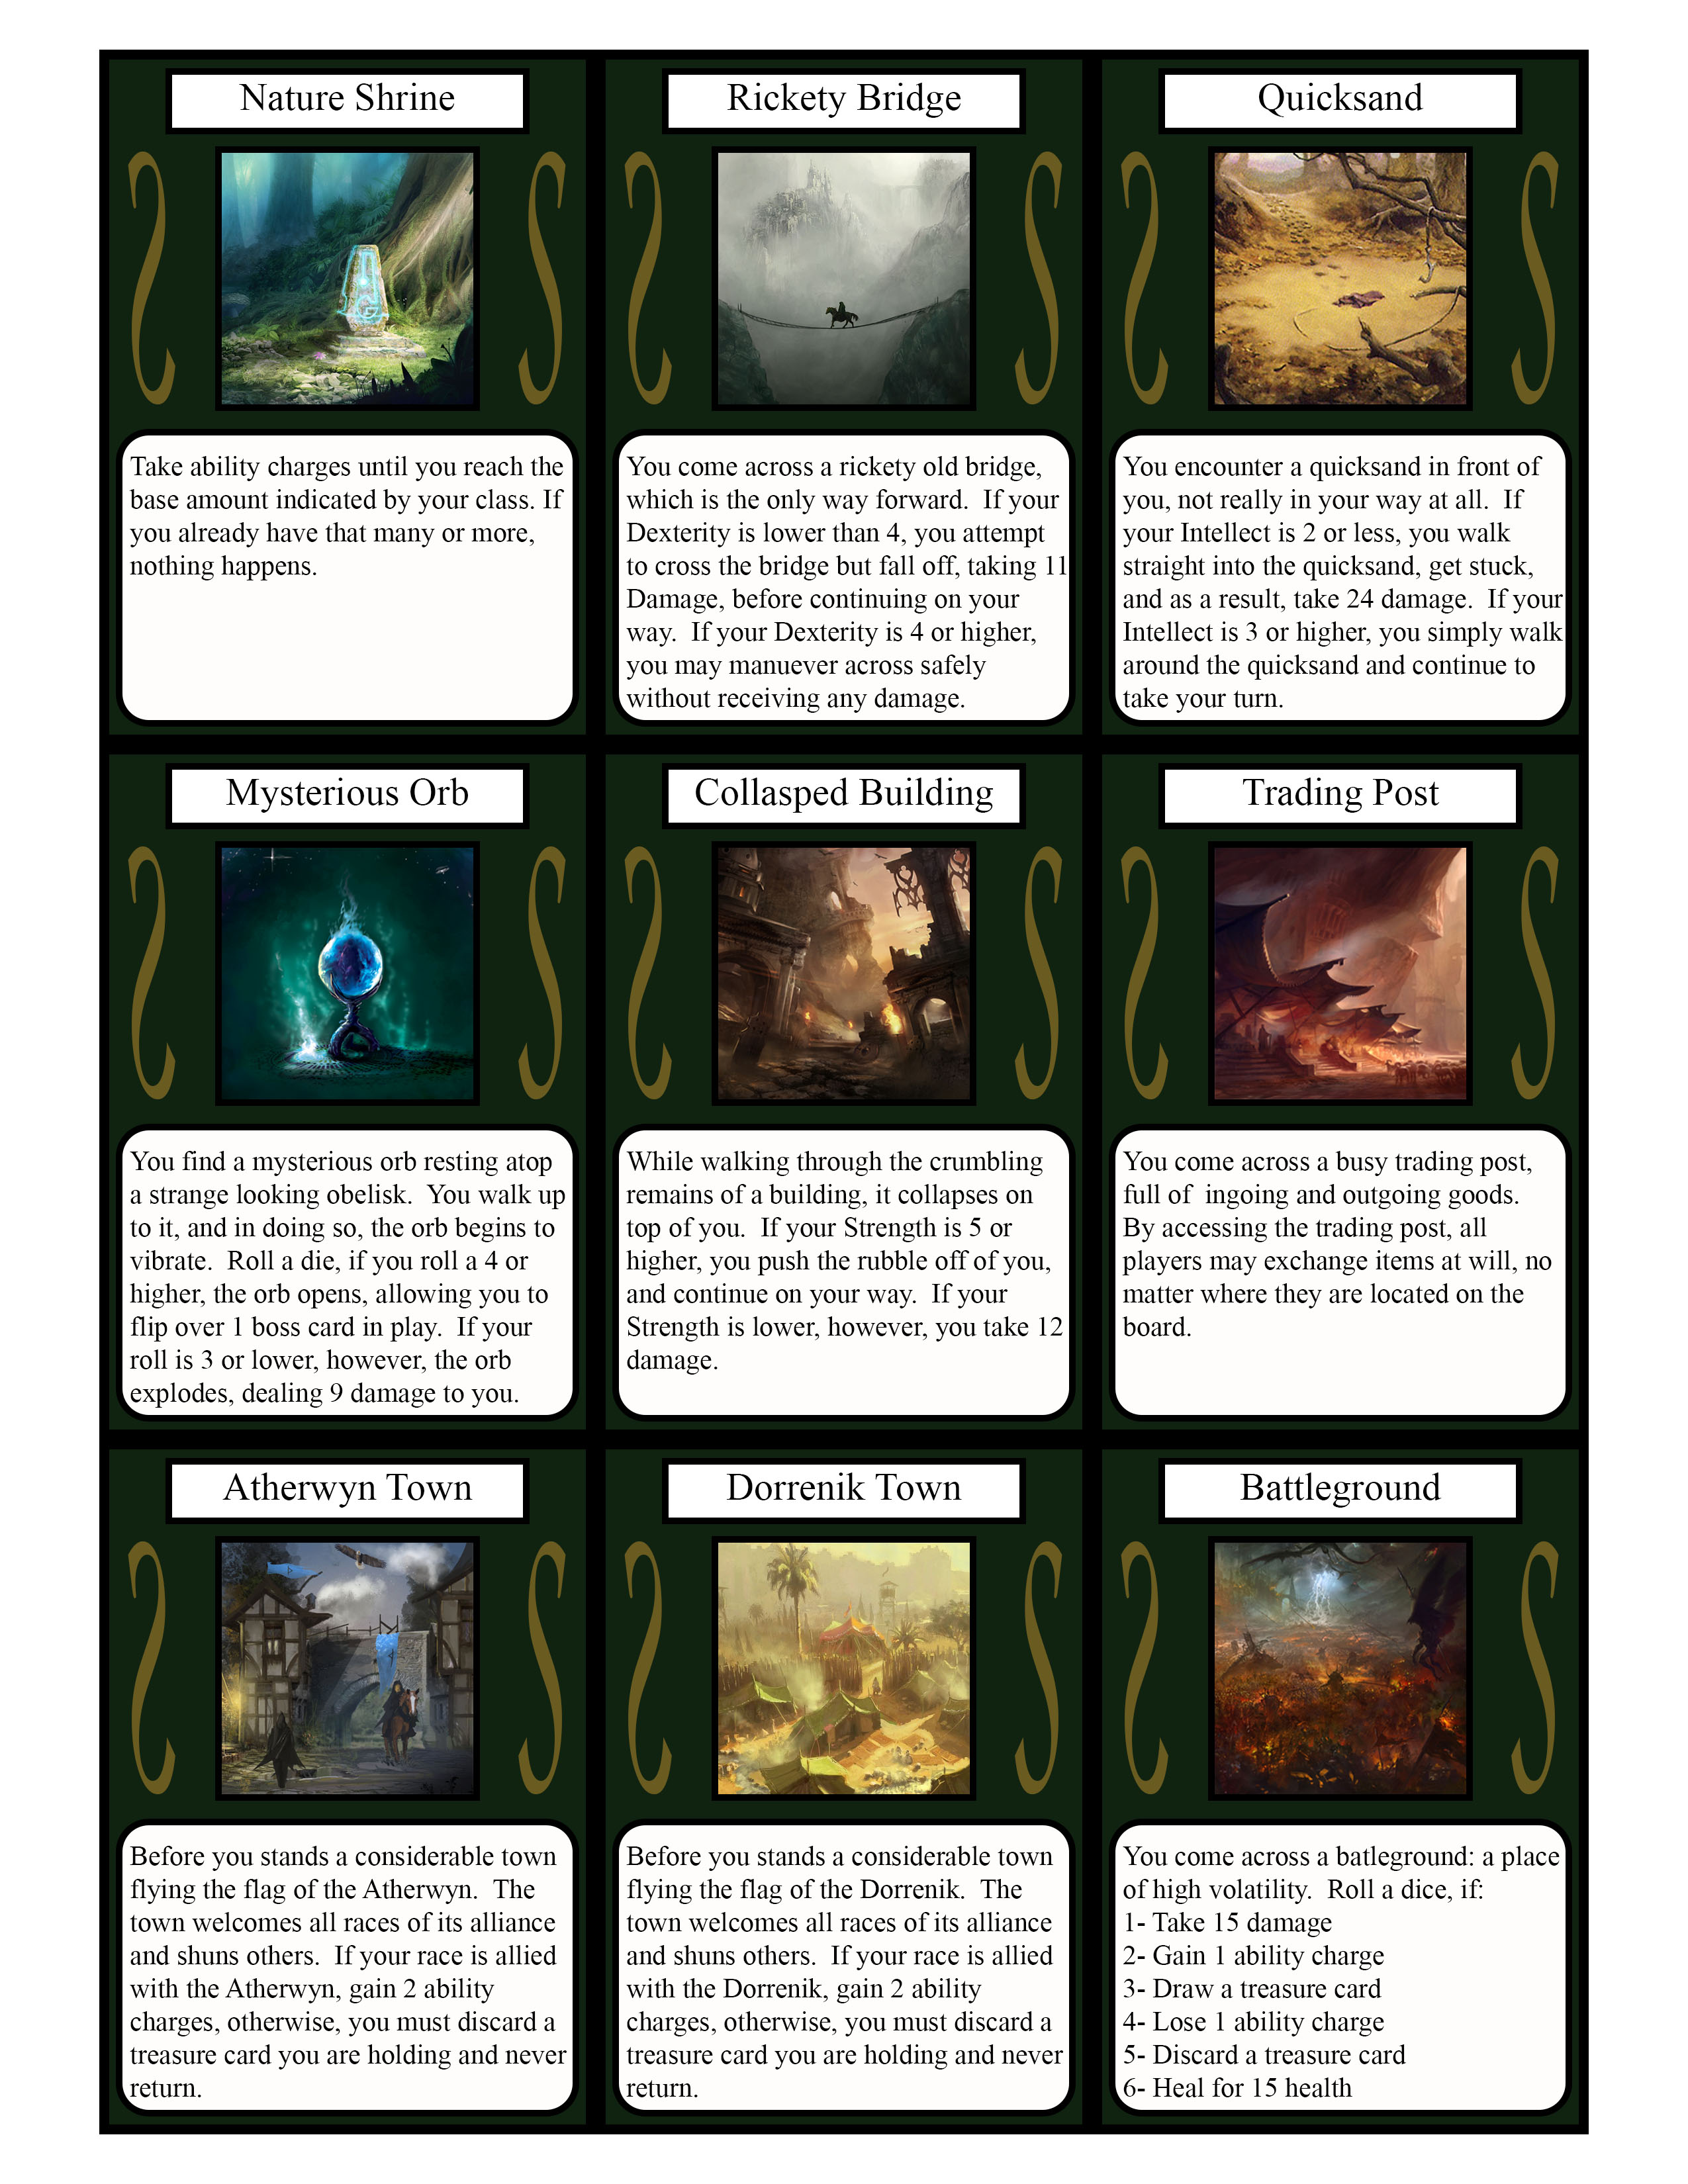 Nature Shrine
Take ability charges until you reach the
base amount indicated by your class. If
you already have that many or more,
nothing happens.
Rickety Bridge
You come across a rickety old bridge,
which is the only way forward.  If your
Dexterity is lower than 4, you attempt
to cross the bridge but fall off, taking 11
Damage, before continuing on your
way.  If your Dexterity is 4 or higher,
you may manuever across safely
without receiving any damage.
Quicksand
You encounter a quicksand in front of
you, not really in your way at all.  If
your Intellect is 2 or less, you walk
straight into the quicksand, get stuck,
and as a result, take 24 damage.  If your
Intellect is 3 or higher, you simply walk
around the quicksand and continue to
take your turn.
Mysterious Orb
You find a mysterious orb resting atop
a strange looking obelisk.  You walk up
to it, and in doing so, the orb begins to
vibrate.  Roll a die, if you roll a 4 or
higher, the orb opens, allowing you to
flip over 1 boss card in play.  If your
roll is 3 or lower, however, the orb
explodes, dealing 9 damage to you.
Collasped Building
While walking through the crumbling
remains of a building, it collapses on
top of you.  If your Strength is 5 or
higher, you push the rubble off of you,
and continue on your way.  If your
Strength is lower, however, you take 12
damage.
Trading Post
You come across a busy trading post,
full of  ingoing and outgoing goods.
By accessing the trading post, all
players may exchange items at will, no
matter where they are located on the
board.
Atherwyn Town
Before you stands a considerable town
flying the flag of the Atherwyn.  The
town welcomes all races of its alliance
and shuns others.  If your race is allied
with the Atherwyn, gain 2 ability
charges, otherwise, you must discard a
treasure card you are holding and never
return.
Dorrenik Town
Before you stands a considerable town
flying the flag of the Dorrenik.  The
town welcomes all races of its alliance
and shuns others.  If your race is allied
with the Dorrenik, gain 2 ability
charges, otherwise, you must discard a
treasure card you are holding and never
return.
Battleground
You come across a batleground: a place
of high volatility.  Roll a dice, if:
1- Take 15 damage
2- Gain 1 ability charge
3- Draw a treasure card
4- Lose 1 ability charge
5- Discard a treasure card
6- Heal for 15 health